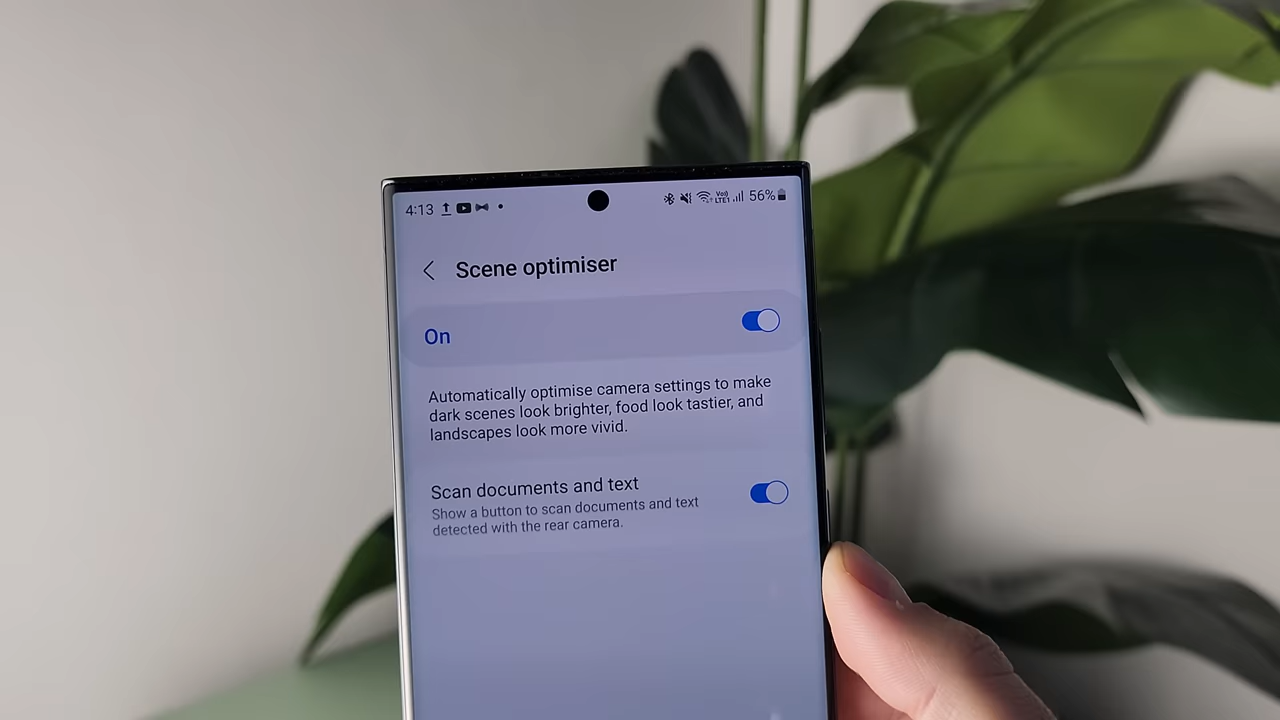 4:13 56%
Scene optimiser
On
Automatically optimise camera settings to make
dark scenes look brighter, food look tastier, and
landscapes look more vivid.
Scan documents and text
Show a button to scan documents and text
detected with the rear camera.